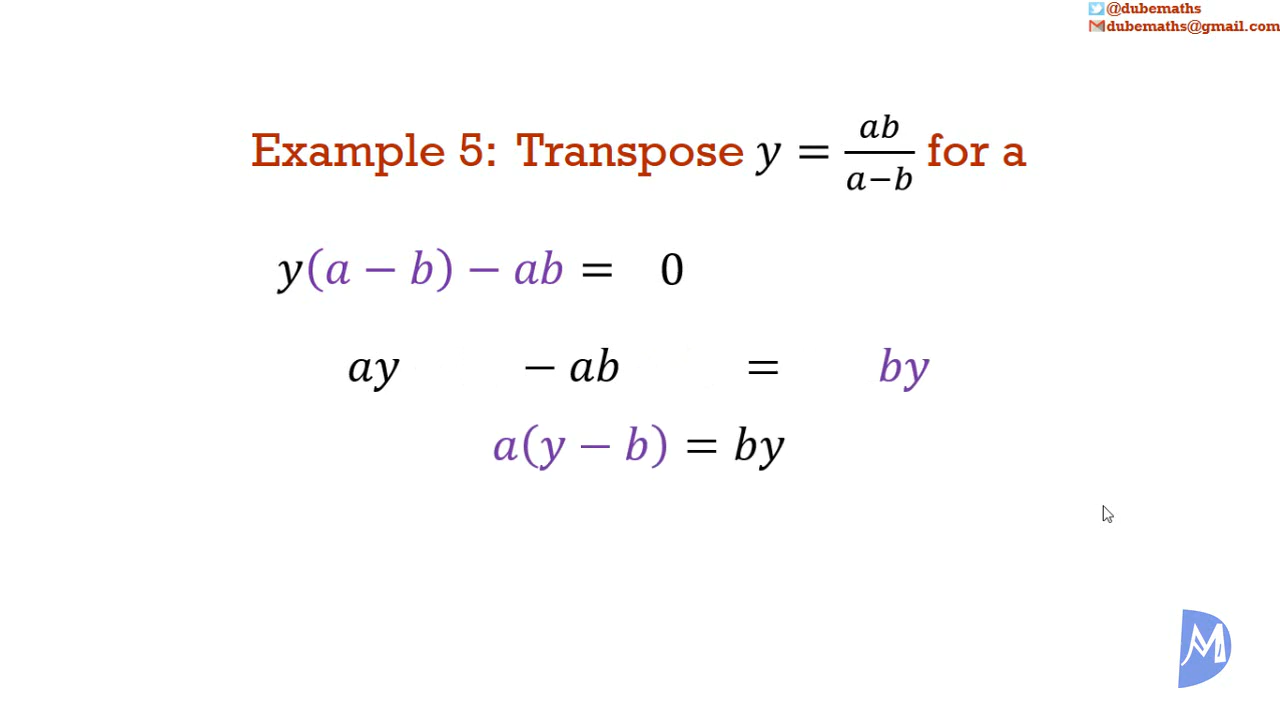 @dubemaths
dubemaths@gmail.com
Example 5: Transpose y = ab/(a−b) for a
y(a − b) − ab = 0
ay − ab = by
a(y − b) = by
M